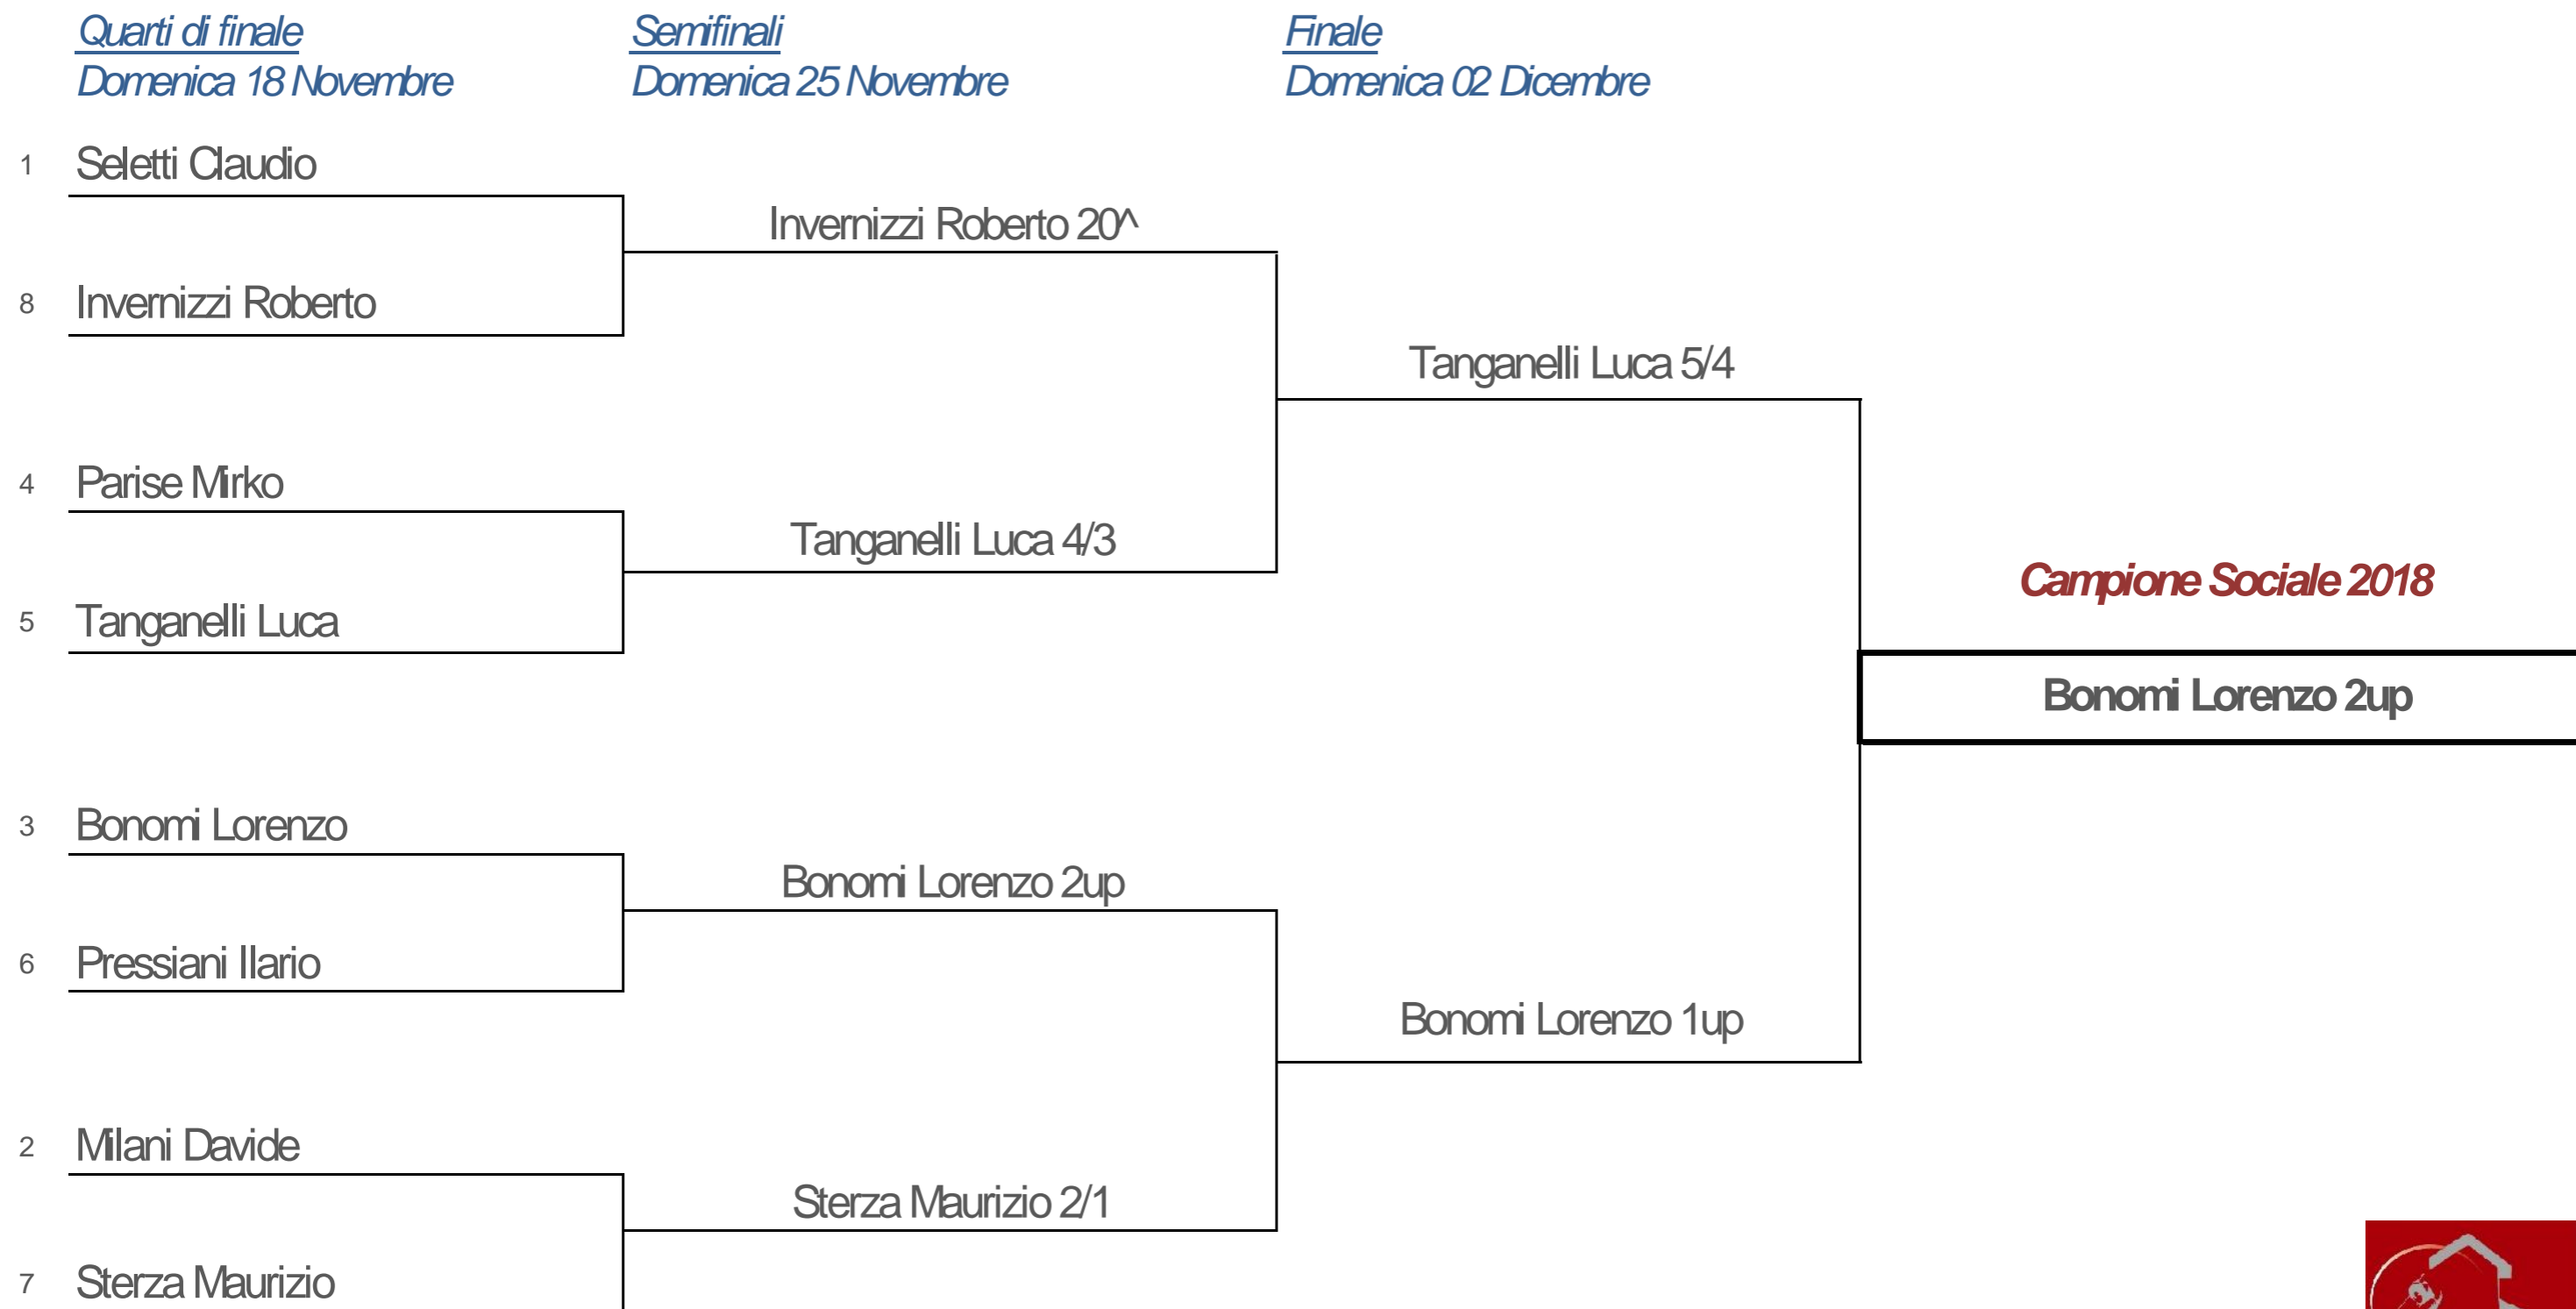 Quarti di finale
Domenica 18 Novembre
Semifinali
Domenica 25 Novembre
Finale
Domenica 02 Dicembre
1 Seletti Claudio
Invernizzi Roberto 20^
8 Invernizzi Roberto
Tanganelli Luca 5/4
4 Parise Mirko
Tanganelli Luca 4/3
Campione Sociale 2018
5 Tanganelli Luca
Bonomi Lorenzo 2up
3 Bonomi Lorenzo
Bonomi Lorenzo 2up
6 Pressiani Ilario
Bonomi Lorenzo 1up
2 Milani Davide
Sterza Maurizio 2/1
7 Sterza Maurizio